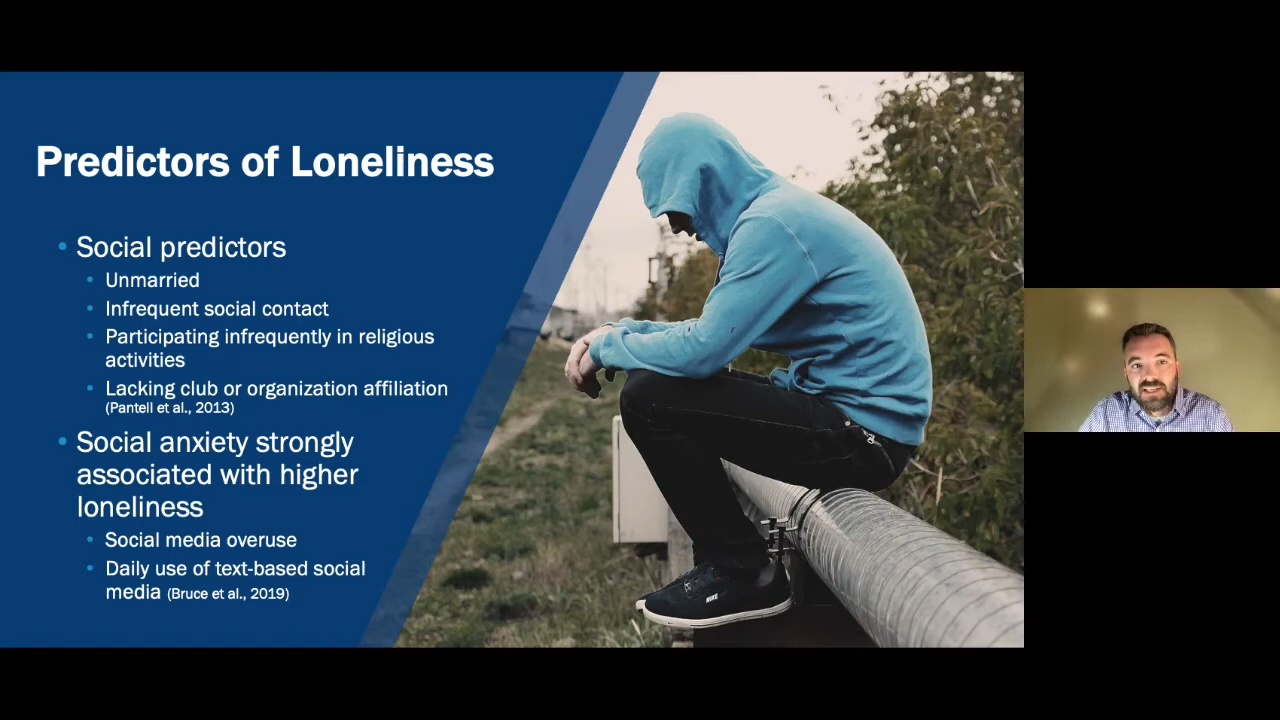 Predictors of Loneliness
• Social predictors
• Unmarried
• Infrequent social contact
• Participating infrequently in religious
activities
• Lacking club or organization affiliation
(Pantell et al., 2013)
• Social anxiety strongly
associated with higher
loneliness
• Social media overuse
• Daily use of text-based social
media (Bruce et al., 2019)
NIKE